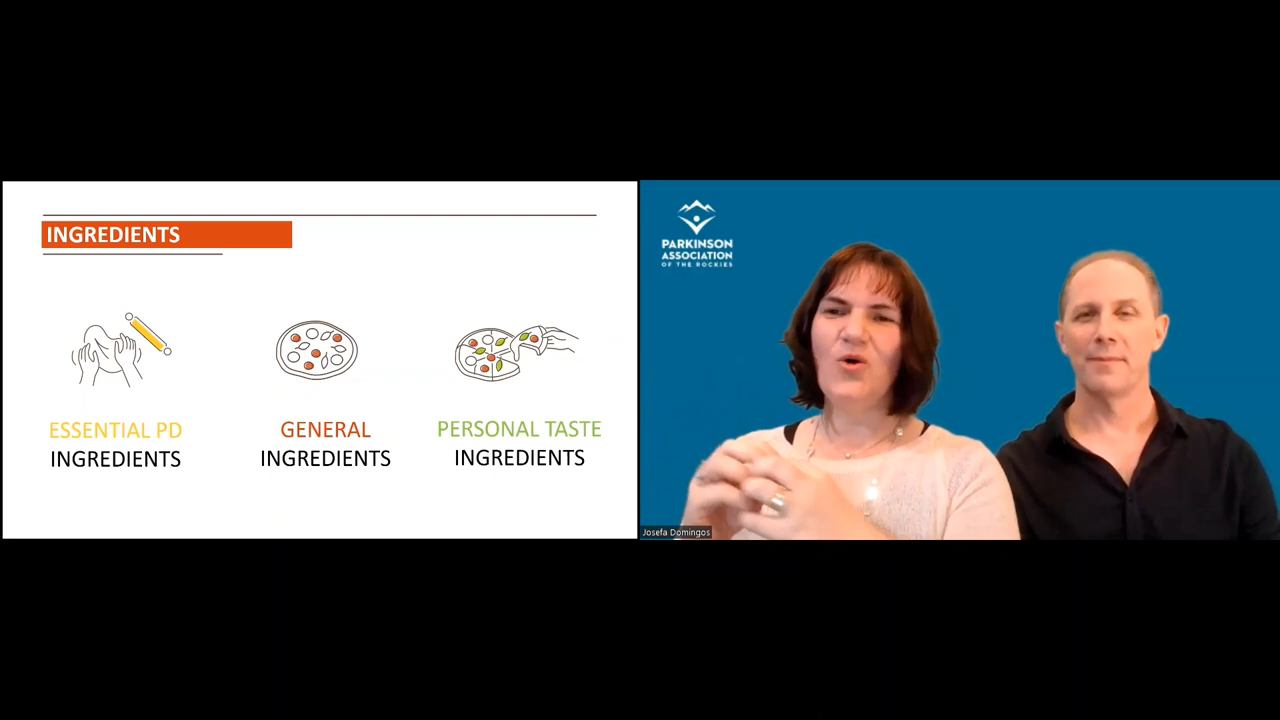 INGREDIENTS
ESSENTIAL PD
INGREDIENTS
GENERAL
INGREDIENTS
PERSONAL TASTE
INGREDIENTS
PARKINSON
ASSOCIATION
OF THE ROCKIES
Josefa Domingos